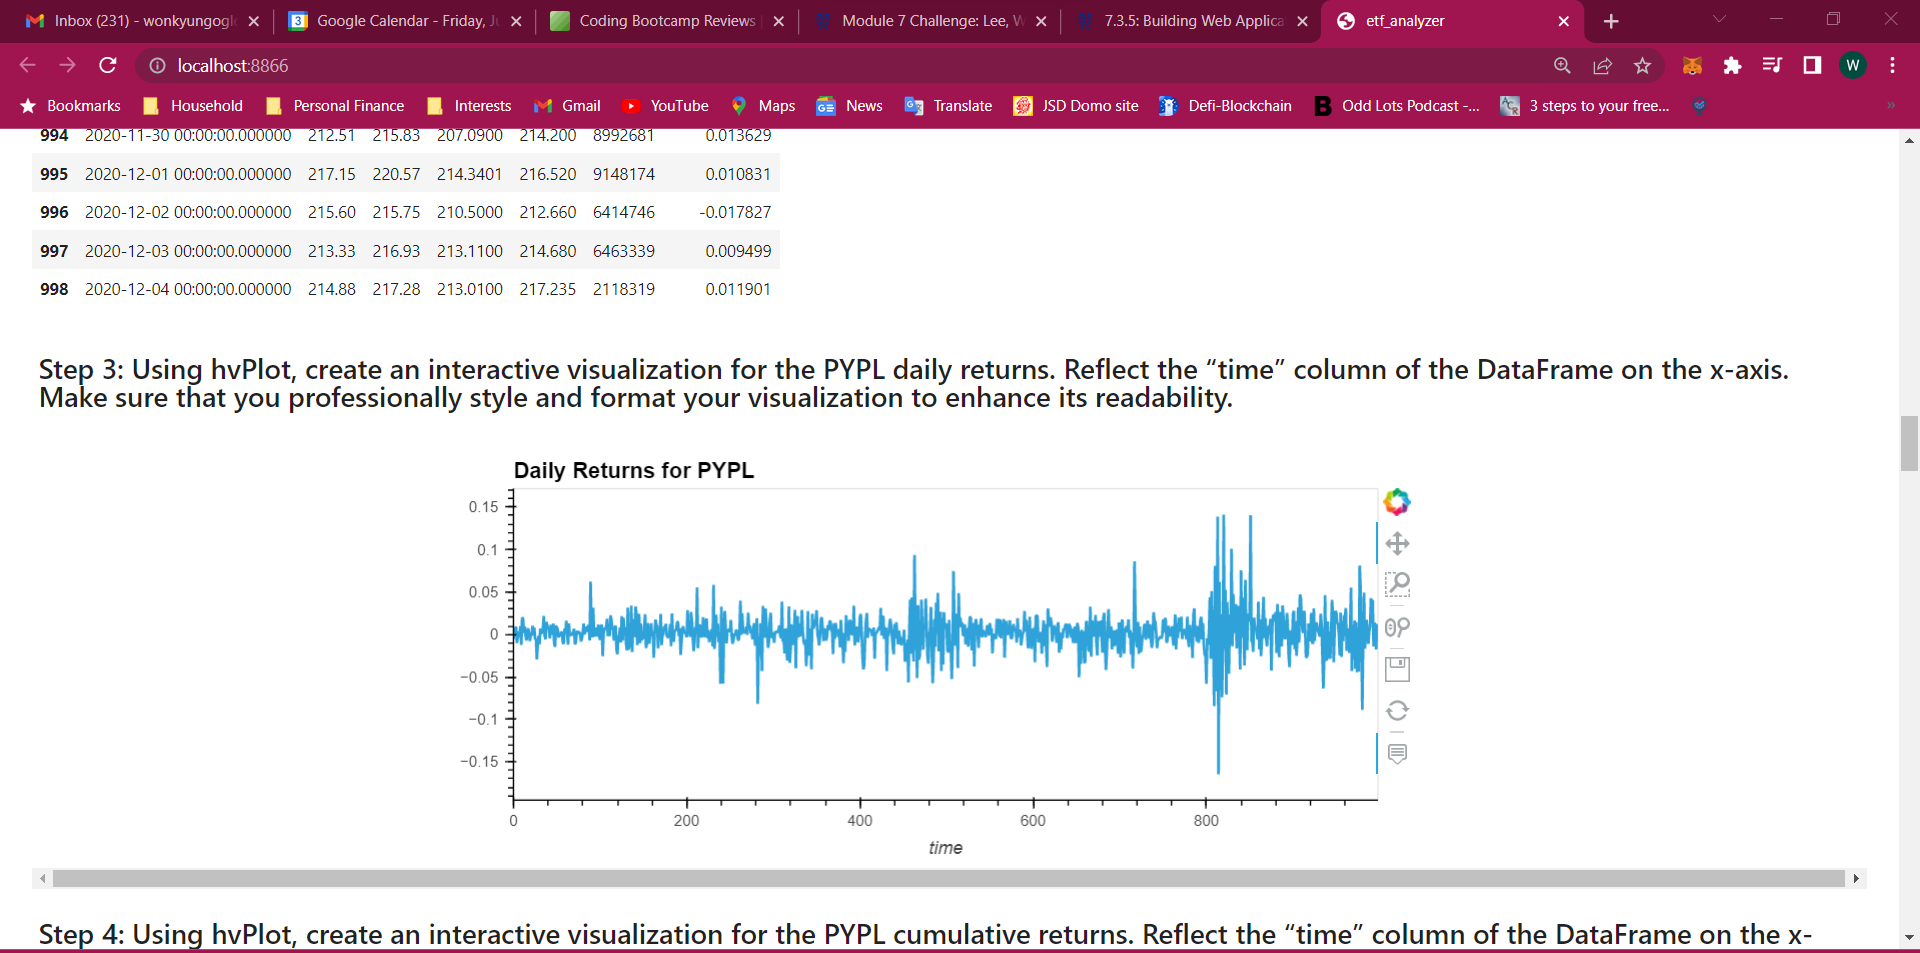 Inbox (231) - wonkyungogl
Google Calendar - Friday, Ju
Coding Bootcamp Reviews
Module 7 Challenge: Lee, W
7.3.5: Building Web Applica
etf_analyzer
localhost:8866
W
Bookmarks
Household
Personal Finance
Interests
Gmail
YouTube
Maps
News
Translate
JSD Domo site
Defi-Blockchain
Odd Lots Podcast -...
3 steps to your free...
994 2020-11-30 00:00:00.000000 212.51 215.83 207.0900 214.200 8992681 0.013629
995 2020-12-01 00:00:00.000000 217.15 220.57 214.3401 216.520 9148174 0.010831
996 2020-12-02 00:00:00.000000 215.60 215.75 210.5000 212.660 6414746 -0.017827
997 2020-12-03 00:00:00.000000 213.33 216.93 213.1100 214.680 6463339 0.009499
998 2020-12-04 00:00:00.000000 214.88 217.28 213.0100 217.235 2118319 0.011901
Step 3: Using hvPlot, create an interactive visualization for the PYPL daily returns. Reflect the “time” column of the DataFrame on the x-axis.
Make sure that you professionally style and format your visualization to enhance its readability.
Daily Returns for PYPL
0.15
0.1
0.05
0
−0.05
−0.1
−0.15
0 200 400 600 800
time
Step 4: Using hvPlot, create an interactive visualization for the PYPL cumulative returns. Reflect the “time” column of the DataFrame on the x-